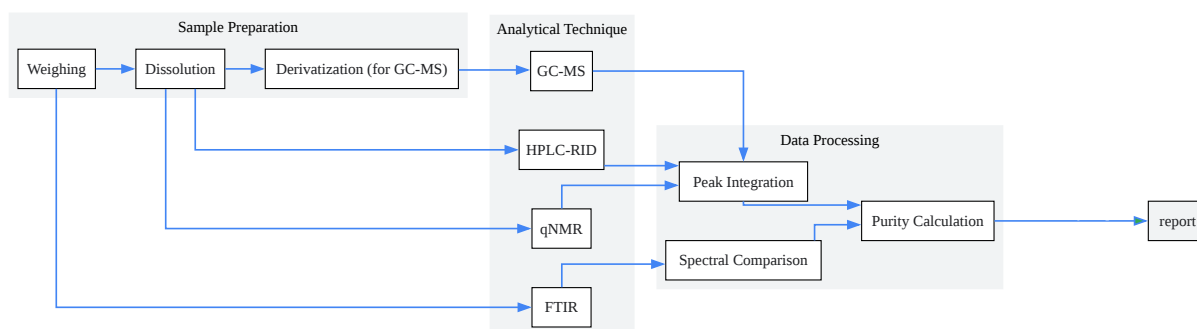 Sample Preparation
Weighing
Dissolution
Derivatization (for GC-MS)
Analytical Technique
GC-MS
HPLC-RID
qNMR
FTIR
Data Processing
Peak Integration
Spectral Comparison
Purity Calculation
report